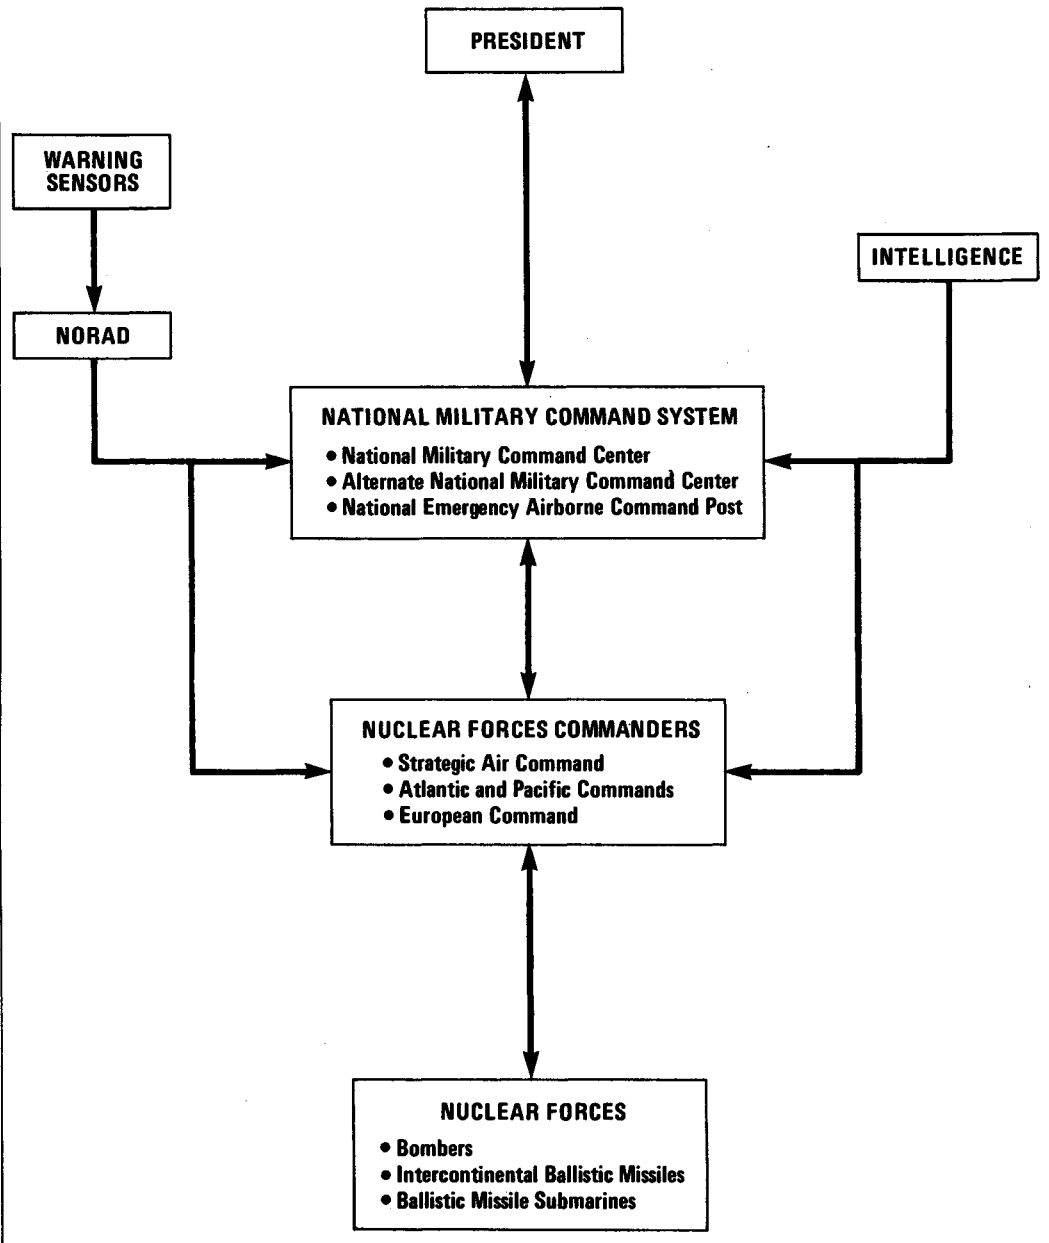 PRESIDENT
WARNING
SENSORS
INTELLIGENCE
NORAD
NATIONAL MILITARY COMMAND SYSTEM
• National Military Command Center
• Alternate National Military Command Center
• National Emergency Airborne Command Post
NUCLEAR FORCES COMMANDERS
• Strategic Air Command
• Atlantic and Pacific Commands
• European Command
NUCLEAR FORCES
• Bombers
• Intercontinental Ballistic Missiles
• Ballistic Missile Submarines